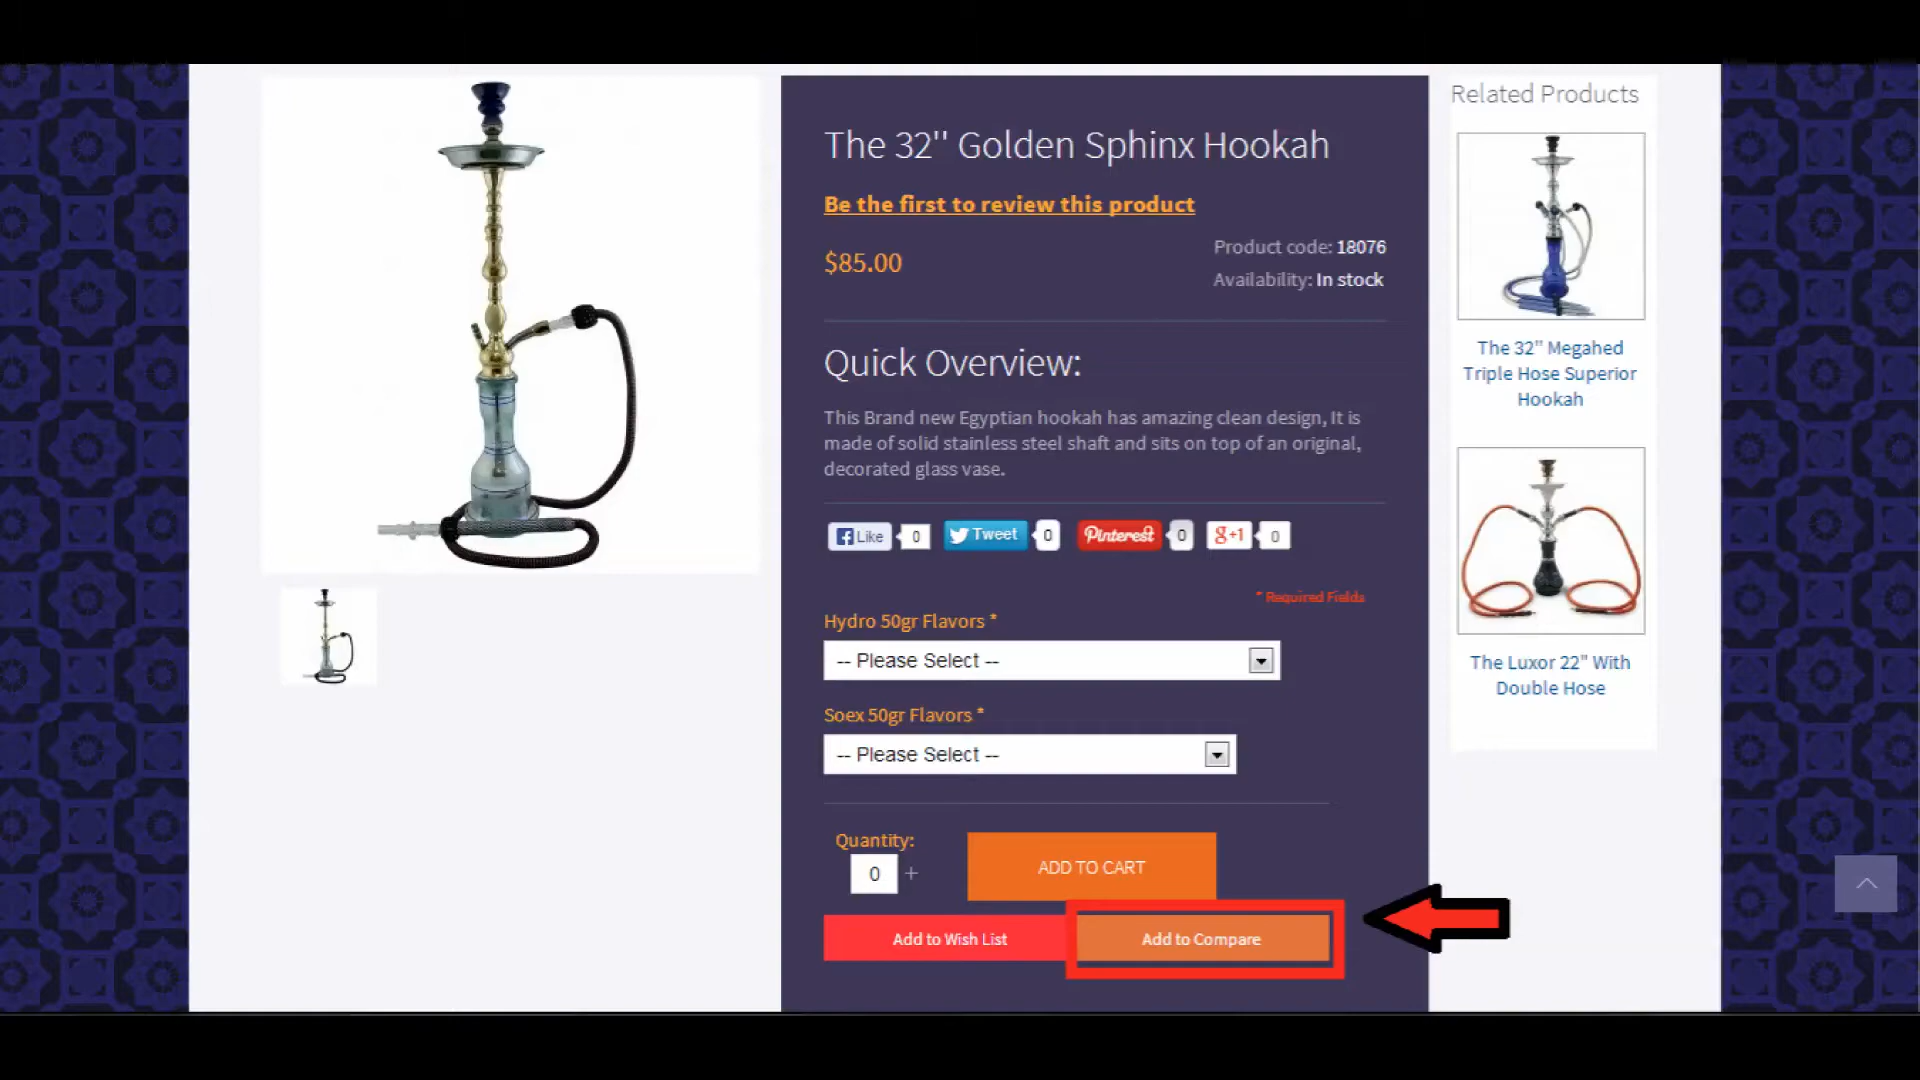 The 32" Golden Sphinx Hookah
Be the first to review this product
$85.00
Product code: 18076
Availability: In stock
Quick Overview:
This Brand new Egyptian hookah has amazing clean design, It is
made of solid stainless steel shaft and sits on top of an original,
decorated glass vase.
Like 0 Tweet 0 Pinterest 0 g+1 0
* Required Fields
Hydro 50gr Flavors *
-- Please Select --
Soex 50gr Flavors *
-- Please Select --
Quantity:
0 +
ADD TO CART
Add to Wish List
Add to Compare
Related Products
The 32" Megahed
Triple Hose Superior
Hookah
The Luxor 22" With
Double Hose